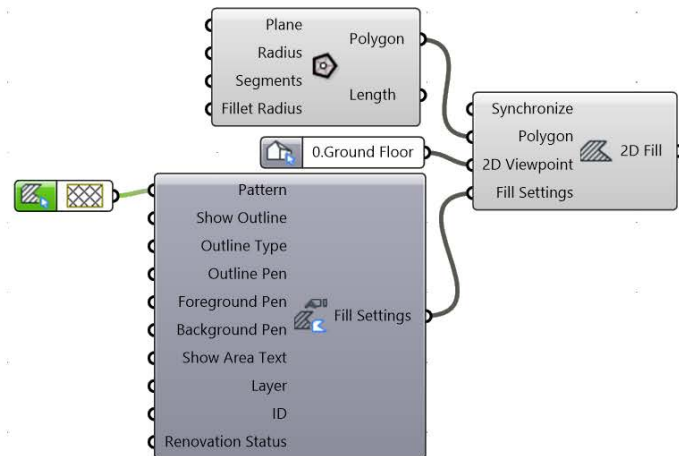 Plane
Radius
Segments
Fillet Radius
Polygon
Length
0.Ground Floor
Synchronize
Polygon
2D Viewpoint
Fill Settings
2D Fill
Pattern
Show Outline
Outline Type
Outline Pen
Foreground Pen
Background Pen
Show Area Text
Layer
ID
Renovation Status
Fill Settings